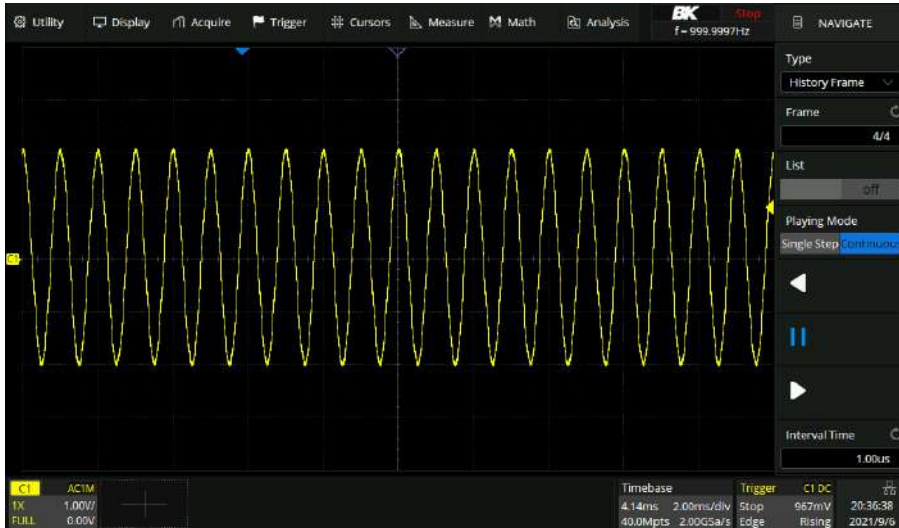 Utility Display Acquire Trigger Cursors Measure Math Analysis
BK Stop
f = 999.9997Hz
NAVIGATE
Type
History Frame
Frame
4/4
List
off
Playing Mode
Single Step Continuous
C1
Interval Time
1.00us
C1 AC1M
1X 1.00V/
FULL 0.00V
Timebase
4.14ms 2.00ms/div
40.0Mpts 2.00GSa/s
Trigger C1 DC
Stop 967mV
Edge Rising
20:36:38
2021/9/6